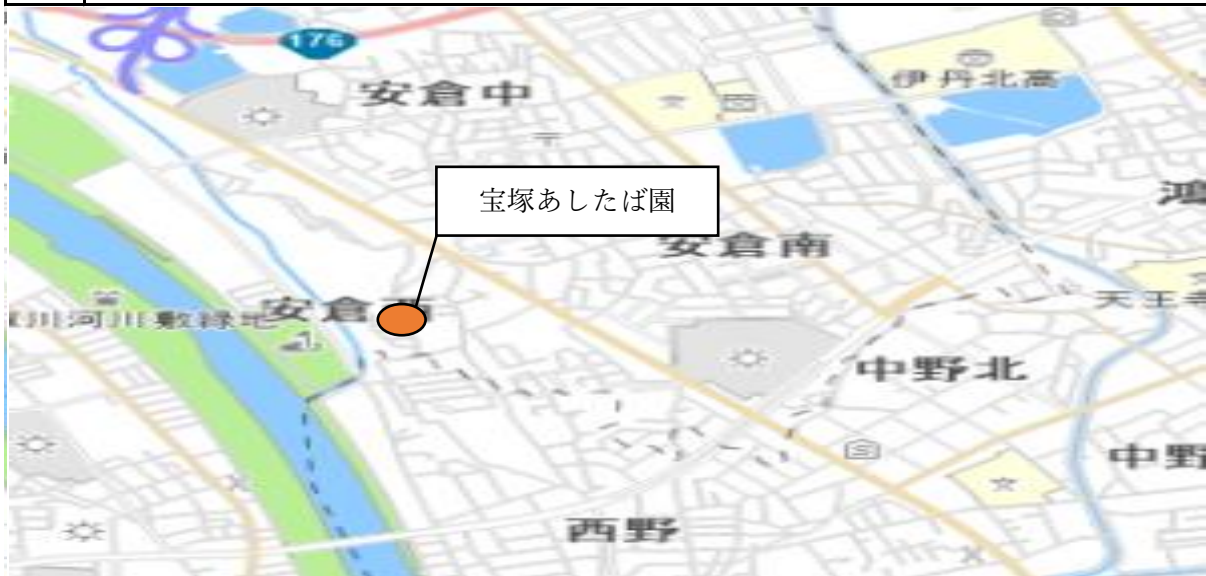 176
安倉中
伊丹北高
宝塚あしたば園
鴻
安倉南
安倉
川河川敷緑地
天王寺
中野北
中野
西野